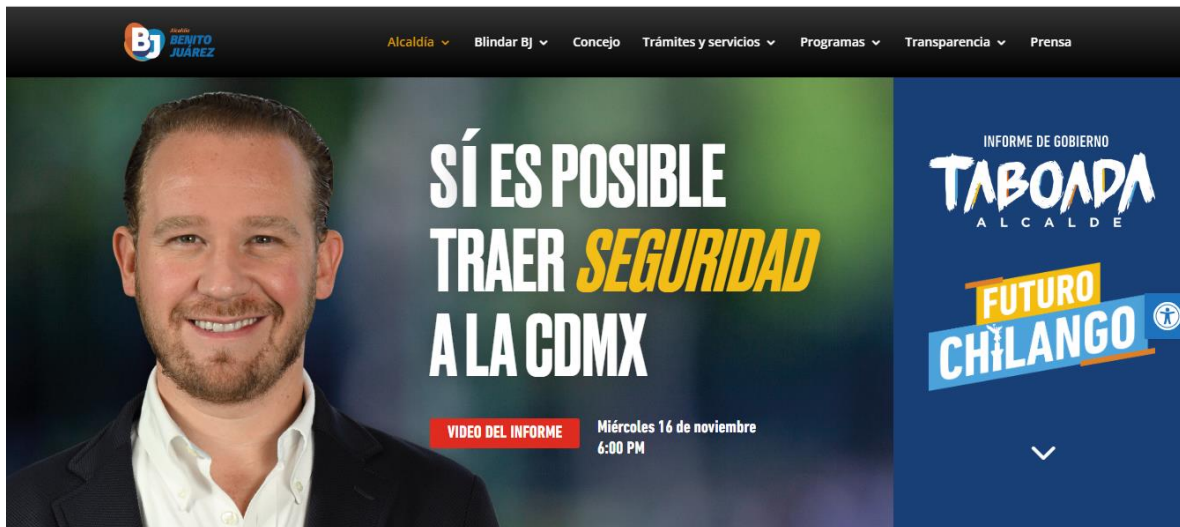 Alcaldía
BENITO
JUÁREZ
BJ
Alcaldía
Blindar BJ
Concejo
Trámites y servicios
Programas
Transparencia
Prensa
SÍ ES POSIBLE
TRAER SEGURIDAD
A LA CDMX
VIDEO DEL INFORME
Miércoles 16 de noviembre
6:00 PM
INFORME DE GOBIERNO
TABOADA
ALCALDE
FUTURO
CHILANGO